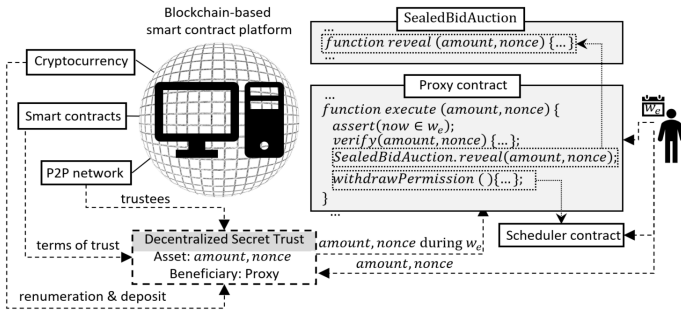 Blockchain-based
smart contract platform
Cryptocurrency
Smart contracts
P2P network
trustees
terms of trust
renumeration & deposit
Decentralized Secret Trust
Asset: amount, nonce
Beneficiary: Proxy
amount, nonce during wₑ
amount, nonce
SealedBidAuction
...
function reveal (amount, nonce) {...}
...
Proxy contract
...
function execute (amount, nonce) {
assert(now ∈ wₑ);
verify(amount, nonce) {...};
SealedBidAuction.reveal(amount, nonce);
withdrawPermission (){...};
}
...
wₑ
Scheduler contract